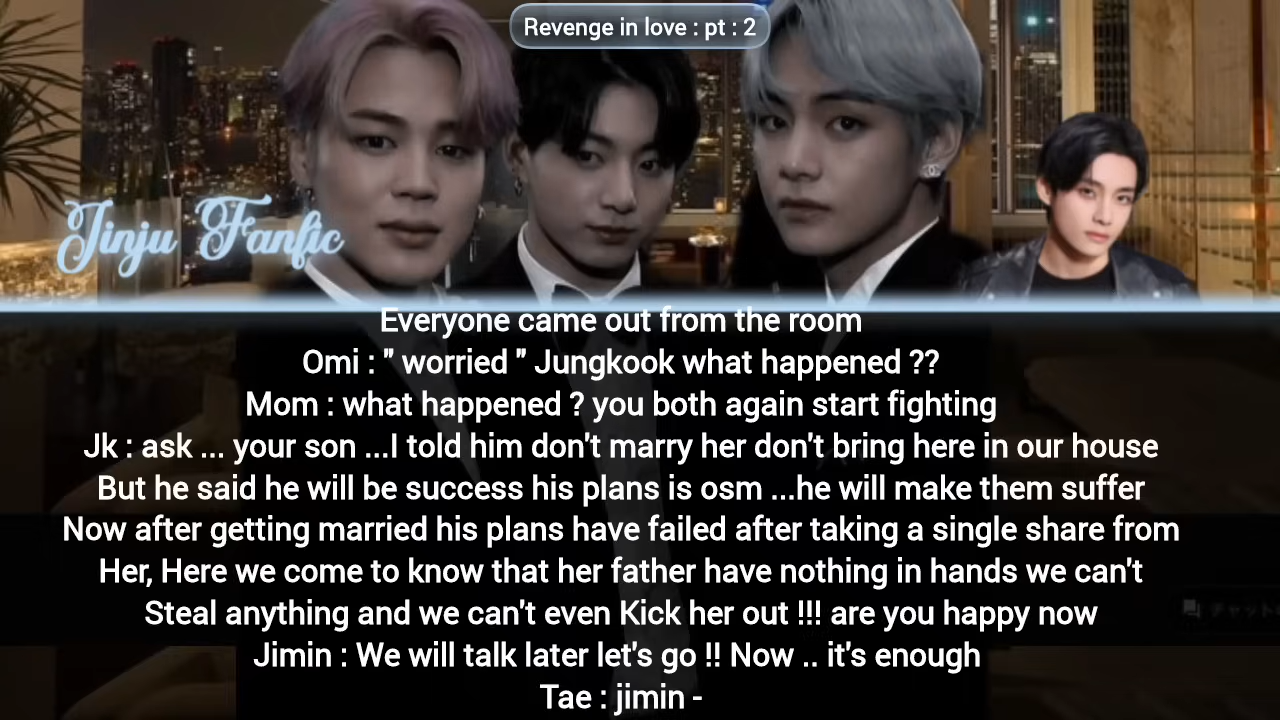 Revenge in love : pt : 2
Jinju Fanfic
Everyone came out from the room
Omi : " worried " Jungkook what happened ??
Mom : what happened ? you both again start fighting
Jk : ask ... your son ...I told him don't marry her don't bring here in our house
But he said he will be success his plans is osm ...he will make them suffer
Now after getting married his plans have failed after taking a single share from
Her, Here we come to know that her father have nothing in hands we can't
Steal anything and we can't even Kick her out !!! are you happy now
Jimin : We will talk later let's go !! Now .. it's enough
Tae : jimin -